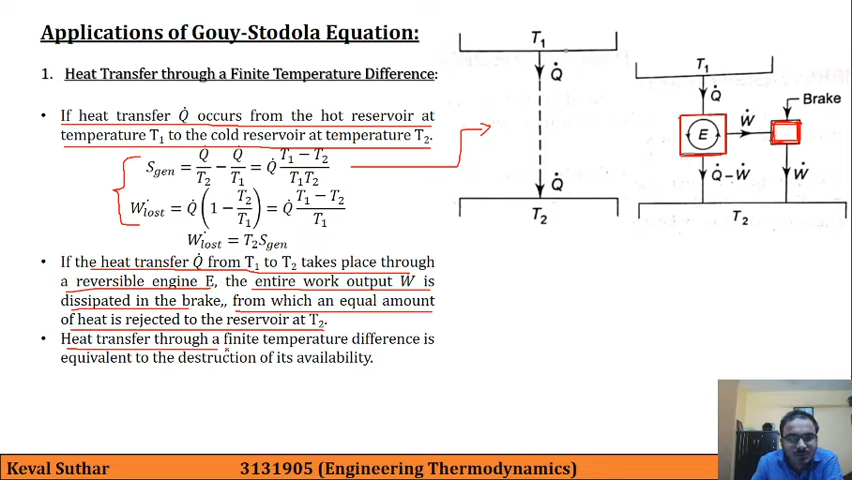 Applications of Gouy-Stodola Equation:
1. Heat Transfer through a Finite Temperature Difference:
• If heat transfer Q̇ occurs from the hot reservoir at
temperature T₁ to the cold reservoir at temperature T₂.
Ṡgen = Q̇/T₂ − Q̇/T₁ = Q̇ (T₁ − T₂)/(T₁T₂)
Ẇlost = Q̇ (1 − T₂/T₁) = Q̇ (T₁ − T₂)/T₁
Ẇlost = T₂Ṡgen
• If the heat transfer Q̇ from T₁ to T₂ takes place through
a reversible engine E, the entire work output Ẇ is
dissipated in the brake,, from which an equal amount
of heat is rejected to the reservoir at T₂.
• Heat transfer through a finite temperature difference is
equivalent to the destruction of its availability.
T₁
Q̇
Q̇
T₂
T₁
Q̇
Brake
Ẇ
E
Q̇−Ẇ
Ẇ
T₂
Keval Suthar
3131905 (Engineering Thermodynamics)